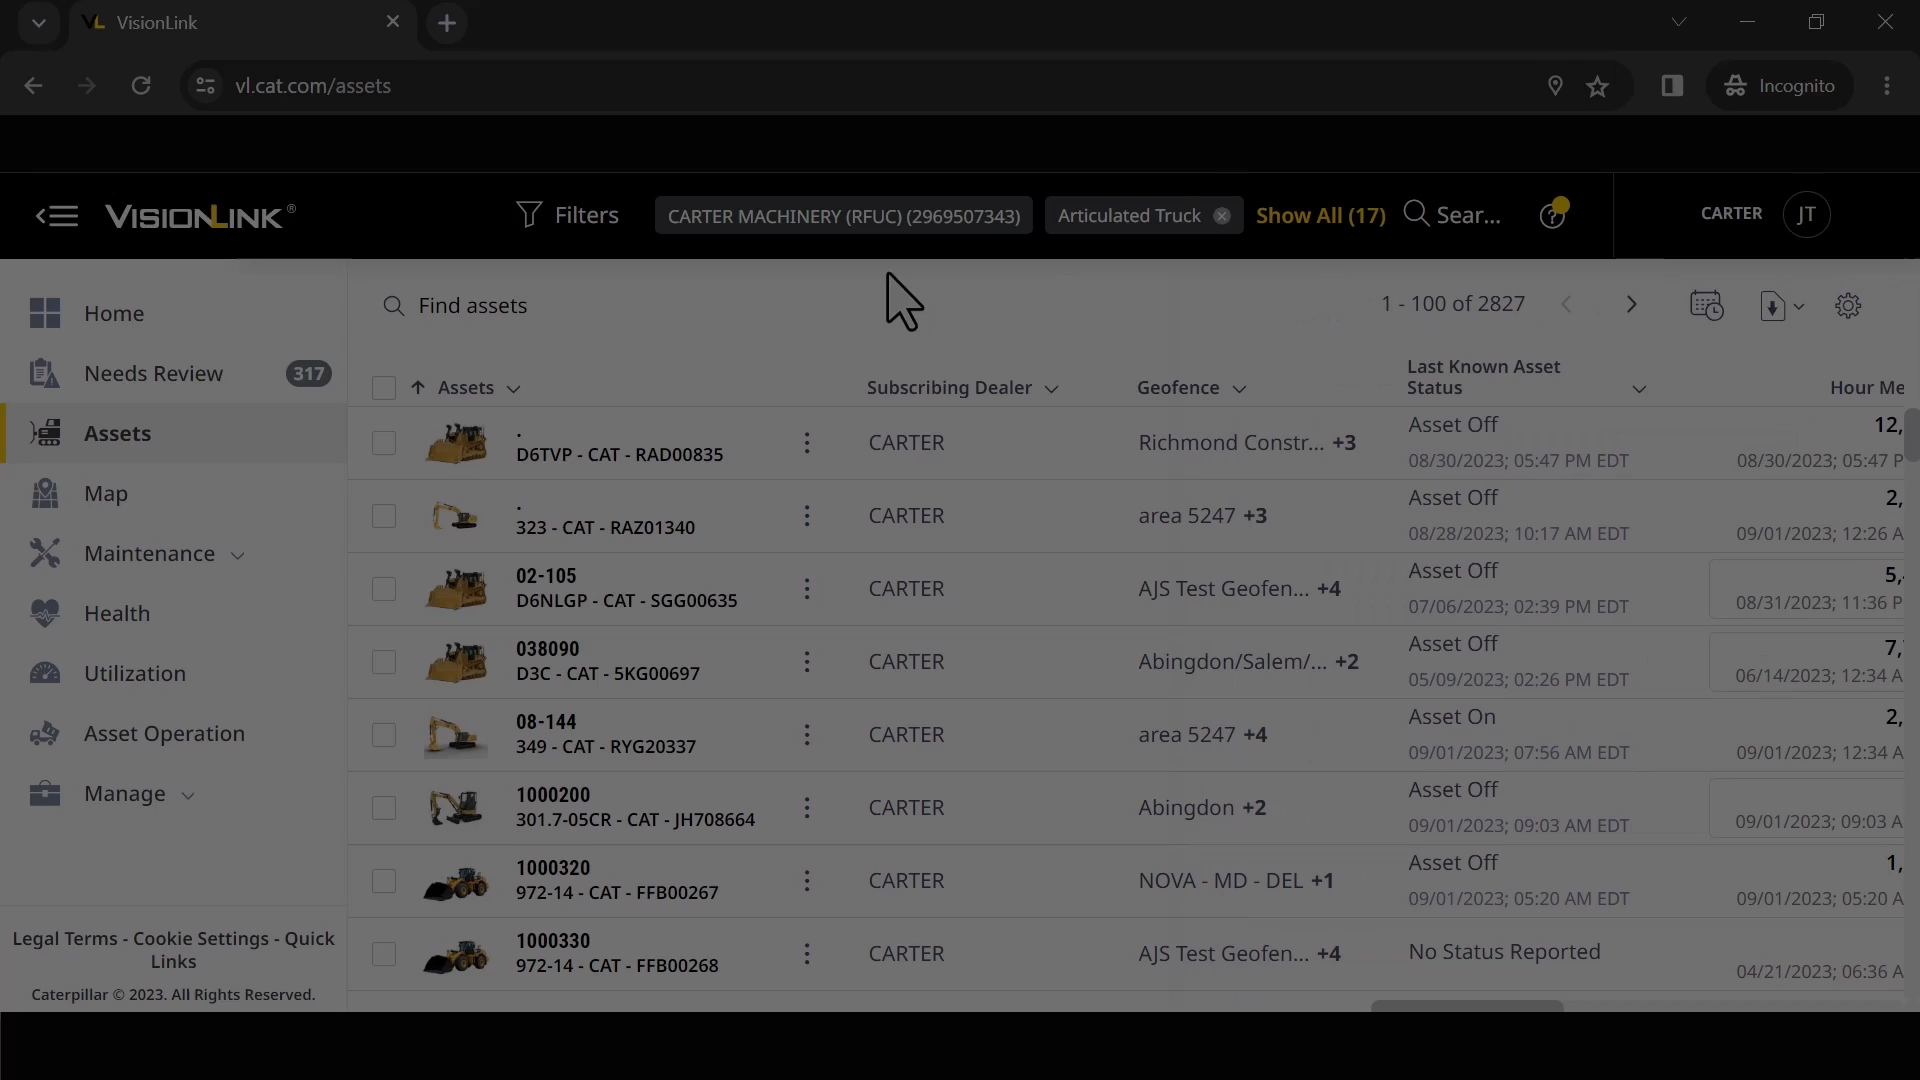 VL VisionLink
vl.cat.com/assets
Incognito
VISIONLINK ®
Filters
CARTER MACHINERY (RFUC) (2969507343)
Articulated Truck
Show All (17)
Sear...
CARTER
JT
Home
Needs Review 317
Assets
Map
Maintenance
Health
Utilization
Asset Operation
Manage
Legal Terms - Cookie Settings - Quick
Links
Caterpillar © 2023. All Rights Reserved.
Find assets
1 - 100 of 2827
Assets
Subscribing Dealer
Geofence
Last Known Asset
Status
Hour Me
.
D6TVP - CAT - RAD00835
CARTER
Richmond Constr... +3
Asset Off
08/30/2023; 05:47 PM EDT
12,
08/30/2023; 05:47 P
.
323 - CAT - RAZ01340
CARTER
area 5247 +3
Asset Off
08/28/2023; 10:17 AM EDT
2,
09/01/2023; 12:26 A
02-105
D6NLGP - CAT - SGG00635
CARTER
AJS Test Geofen... +4
Asset Off
07/06/2023; 02:39 PM EDT
5,
08/31/2023; 11:36 P
038090
D3C - CAT - 5KG00697
CARTER
Abingdon/Salem/... +2
Asset Off
05/09/2023; 02:26 PM EDT
7,
06/14/2023; 12:34 A
08-144
349 - CAT - RYG20337
CARTER
area 5247 +4
Asset On
09/01/2023; 07:56 AM EDT
2,
09/01/2023; 12:34 A
1000200
301.7-05CR - CAT - JH708664
CARTER
Abingdon +2
Asset Off
09/01/2023; 09:03 AM EDT
09/01/2023; 09:03 A
1000320
972-14 - CAT - FFB00267
CARTER
NOVA - MD - DEL +1
Asset Off
09/01/2023; 05:20 AM EDT
1,
09/01/2023; 05:20 A
1000330
972-14 - CAT - FFB00268
CARTER
AJS Test Geofen... +4
No Status Reported
04/21/2023; 06:36 A